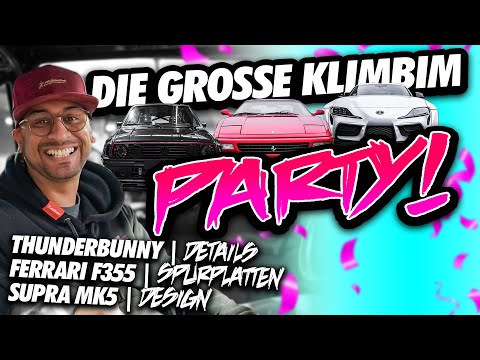 DIE GROSSE KLIMBIM
PARTY!
THUNDERBUNNY | DETAILS
FERRARI F355 | SPURPLATTEN
SUPRA MK5 | DESIGN